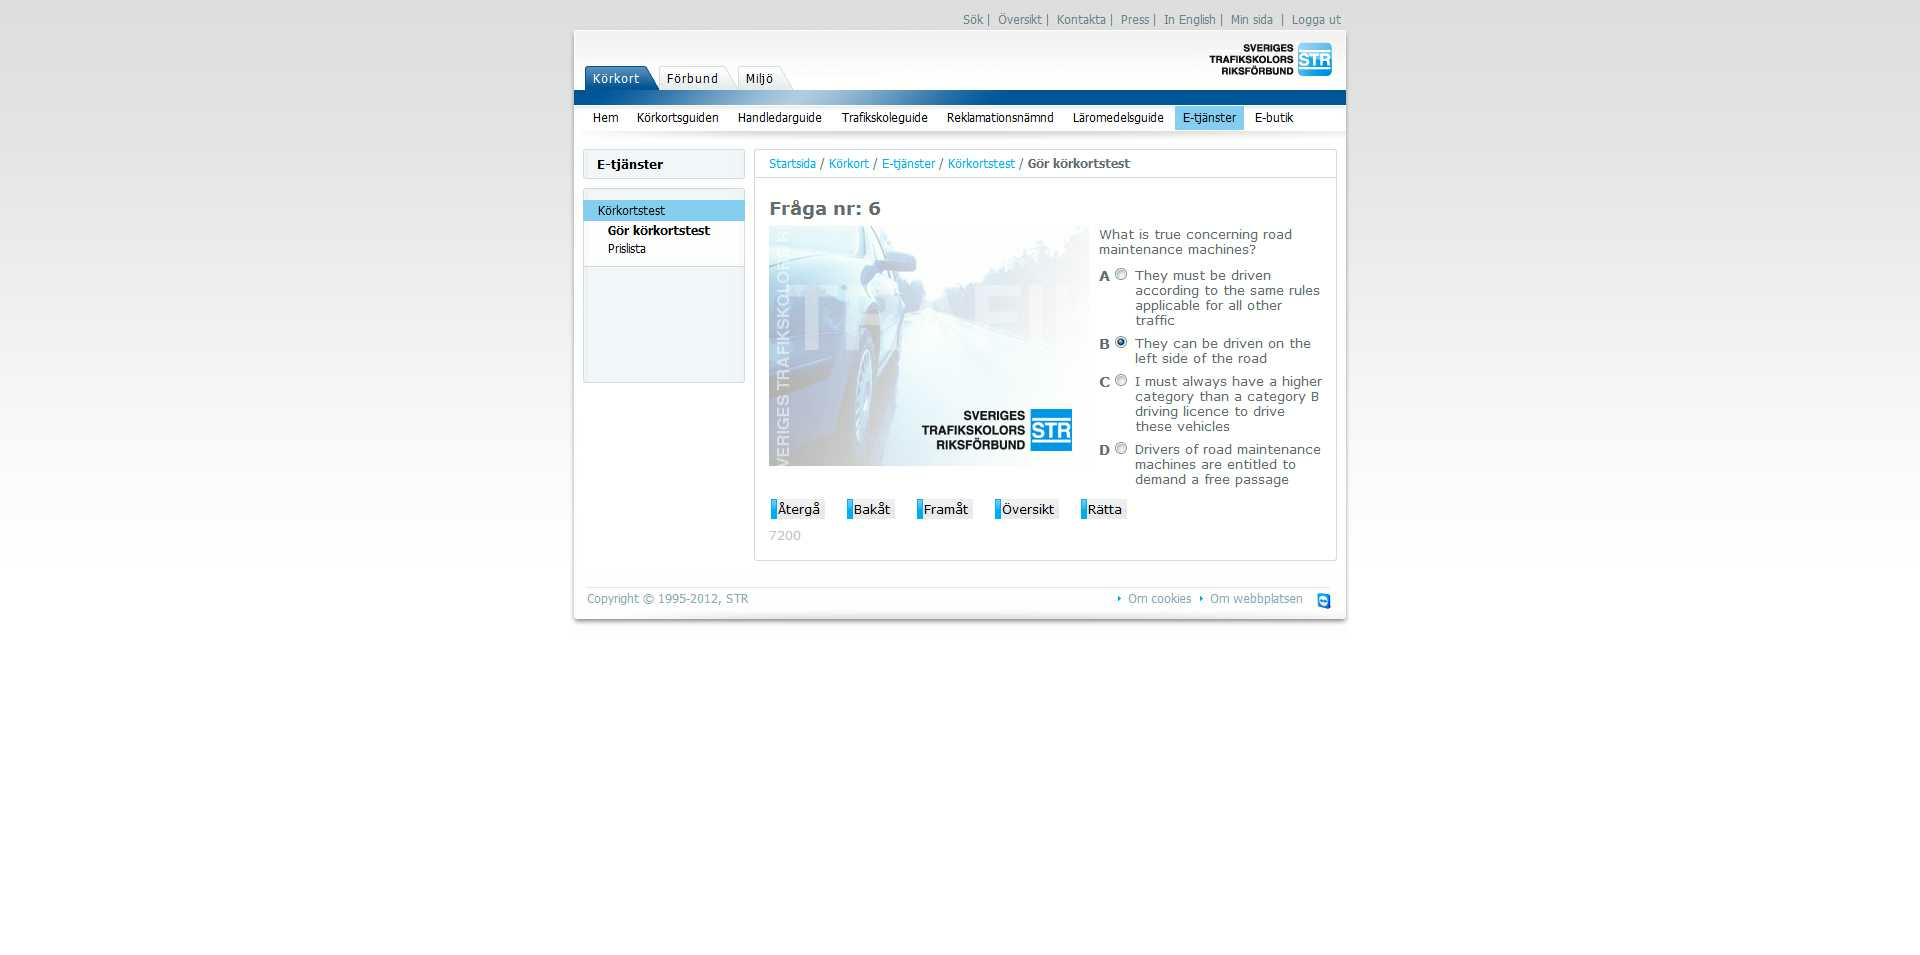 Sök | Översikt | Kontakta | Press | In English | Min sida | Logga ut
SVERIGES
TRAFIKSKOLORS
RIKSFÖRBUND
STR
Körkort Förbund Miljö
Hem Körkortsguiden Handledarguide Trafikskoleguide Reklamationsnämnd Läromedelsguide E-tjänster E-butik
E-tjänster
Körkortstest
Gör körkortstest
Prislista
Startsida / Körkort / E-tjänster / Körkortstest / Gör körkortstest
Fråga nr: 6
SVERIGES
TRAFIKSKOLORS
RIKSFÖRBUND
STR
What is true concerning road
maintenance machines?
A They must be driven
according to the same rules
applicable for all other
traffic
B They can be driven on the
left side of the road
C I must always have a higher
category than a category B
driving licence to drive
these vehicles
D Drivers of road maintenance
machines are entitled to
demand a free passage
Återgå Bakåt Framåt Översikt Rätta
7200
Copyright © 1995-2012, STR
Om cookies Om webbplatsen